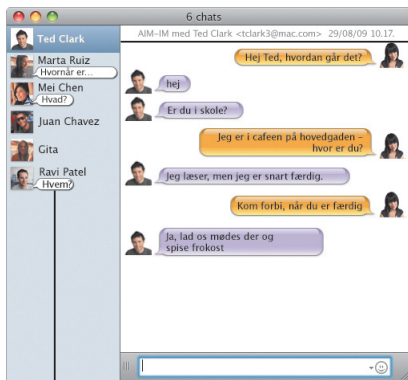 6 chats
AIM-IM med Ted Clark <tclark3@mac.com> 29/08/09 10.17.
Ted Clark
Marta Ruiz
Hvornår er...
Mei Chen
Hvad?
Juan Chavez
Gita
Ravi Patel
Hvem?
Hej Ted, hvordan går det?
hej
Er du i skole?
Jeg er i cafeen på hovedgaden –
hvor er du?
Jeg læser, men jeg er snart færdig.
Kom forbi, når du er færdig
Ja, lad os mødes der og
spise frokost